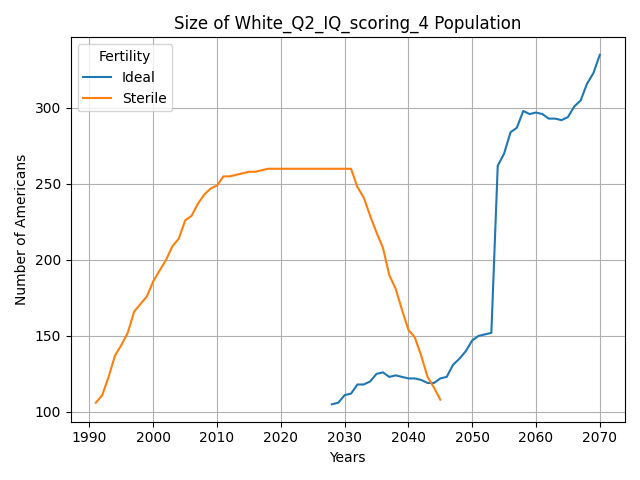 Size of White_Q2_IQ_scoring_4 Population
Fertility
Ideal
Sterile
Number of Americans
300
250
200
150
100
1990 2000 2010 2020 2030 2040 2050 2060 2070
Years